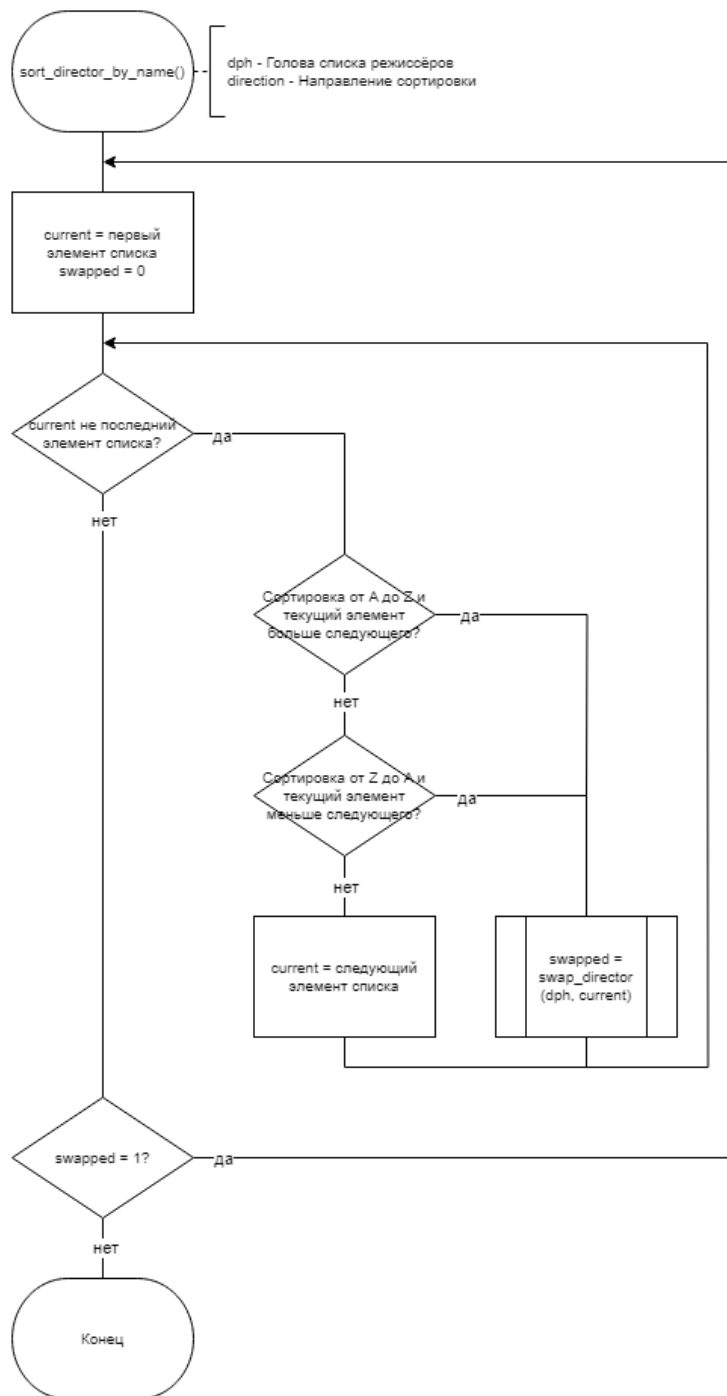 sort_director_by_name()
dph - Голова списка режиссёров
direction - Направление сортировки
current = первый
элемент списка
swapped = 0
current не последний
элемент списка?
да
нет
Сортировка от A до Z и
текущий элемент
больше следующего?
да
нет
Сортировка от Z до A и
текущий элемент
меньше следующего?
да
нет
current = следующий
элемент списка
swapped =
swap_director
(dph, current)
swapped = 1?
да
нет
Конец